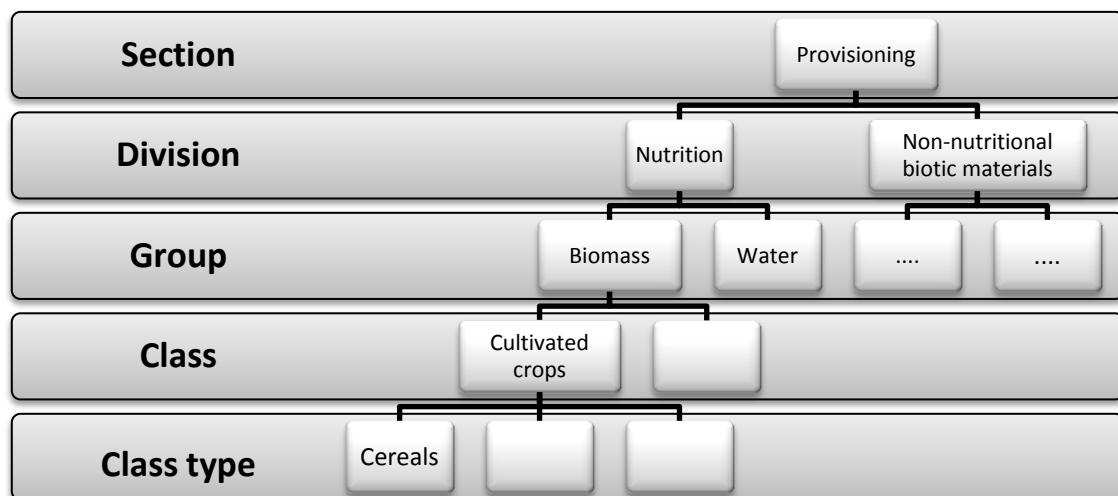 Section
Provisioning
Division
Nutrition
Non-nutritional
biotic materials
Group
Biomass
Water
....
....
Class
Cultivated
crops
Class type
Cereals